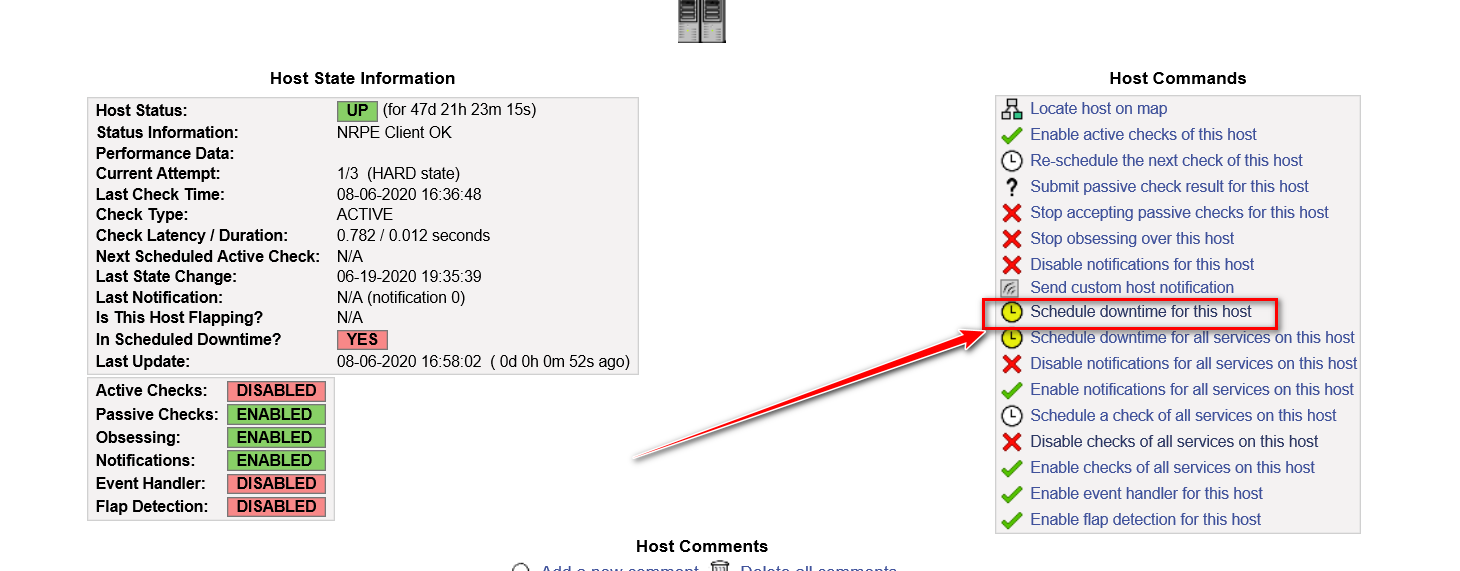 Host State Information
Host Status: UP (for 47d 21h 23m 15s)
Status Information: NRPE Client OK
Performance Data:
Current Attempt: 1/3 (HARD state)
Last Check Time: 08-06-2020 16:36:48
Check Type: ACTIVE
Check Latency / Duration: 0.782 / 0.012 seconds
Next Scheduled Active Check: N/A
Last State Change: 06-19-2020 19:35:39
Last Notification: N/A (notification 0)
Is This Host Flapping? N/A
In Scheduled Downtime? YES
Last Update: 08-06-2020 16:58:02 ( 0d 0h 0m 52s ago)
Active Checks: DISABLED
Passive Checks: ENABLED
Obsessing: ENABLED
Notifications: ENABLED
Event Handler: DISABLED
Flap Detection: DISABLED
Host Commands
Locate host on map
Enable active checks of this host
Re-schedule the next check of this host
Submit passive check result for this host
Stop accepting passive checks for this host
Stop obsessing over this host
Disable notifications for this host
Send custom host notification
Schedule downtime for this host
Schedule downtime for all services on this host
Disable notifications for all services on this host
Enable notifications for all services on this host
Schedule a check of all services on this host
Disable checks of all services on this host
Enable checks of all services on this host
Enable event handler for this host
Enable flap detection for this host
Host Comments
Add a new comment Delete all comments